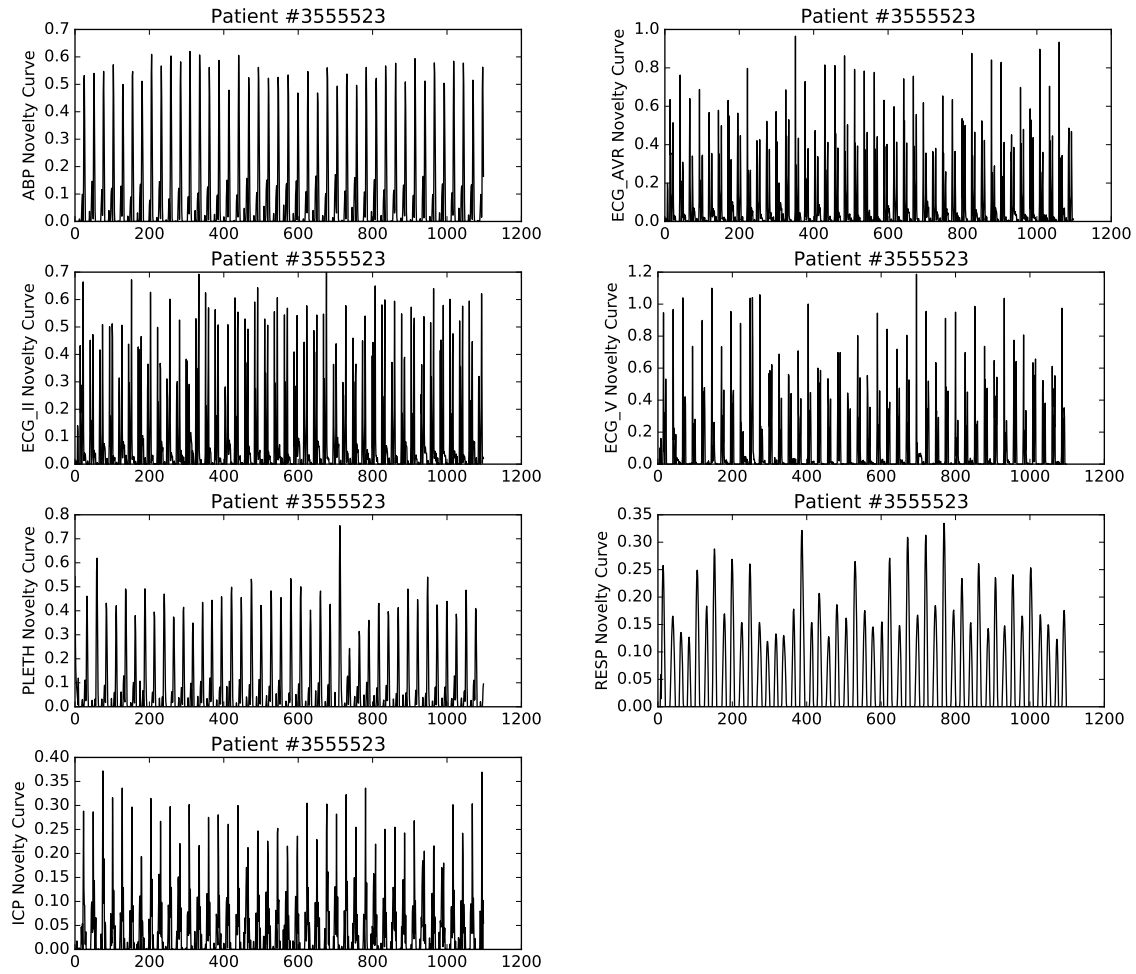 Patient #3555523
ABP Novelty Curve
0.7
0.6
0.5
0.4
0.3
0.2
0.1
0.0
0 200 400 600 800 1000 1200
Patient #3555523
ECG_AVR Novelty Curve
1.0
0.8
0.6
0.4
0.2
0.0
0 200 400 600 800 1000 1200
Patient #3555523
ECG_II Novelty Curve
0.7
0.6
0.5
0.4
0.3
0.2
0.1
0.0
0 200 400 600 800 1000 1200
Patient #3555523
ECG_V Novelty Curve
1.2
1.0
0.8
0.6
0.4
0.2
0.0
0 200 400 600 800 1000 1200
Patient #3555523
PLETH Novelty Curve
0.8
0.7
0.6
0.5
0.4
0.3
0.2
0.1
0.0
0 200 400 600 800 1000 1200
Patient #3555523
RESP Novelty Curve
0.35
0.30
0.25
0.20
0.15
0.10
0.05
0.00
0 200 400 600 800 1000 1200
Patient #3555523
ICP Novelty Curve
0.40
0.35
0.30
0.25
0.20
0.15
0.10
0.05
0.00
0 200 400 600 800 1000 1200